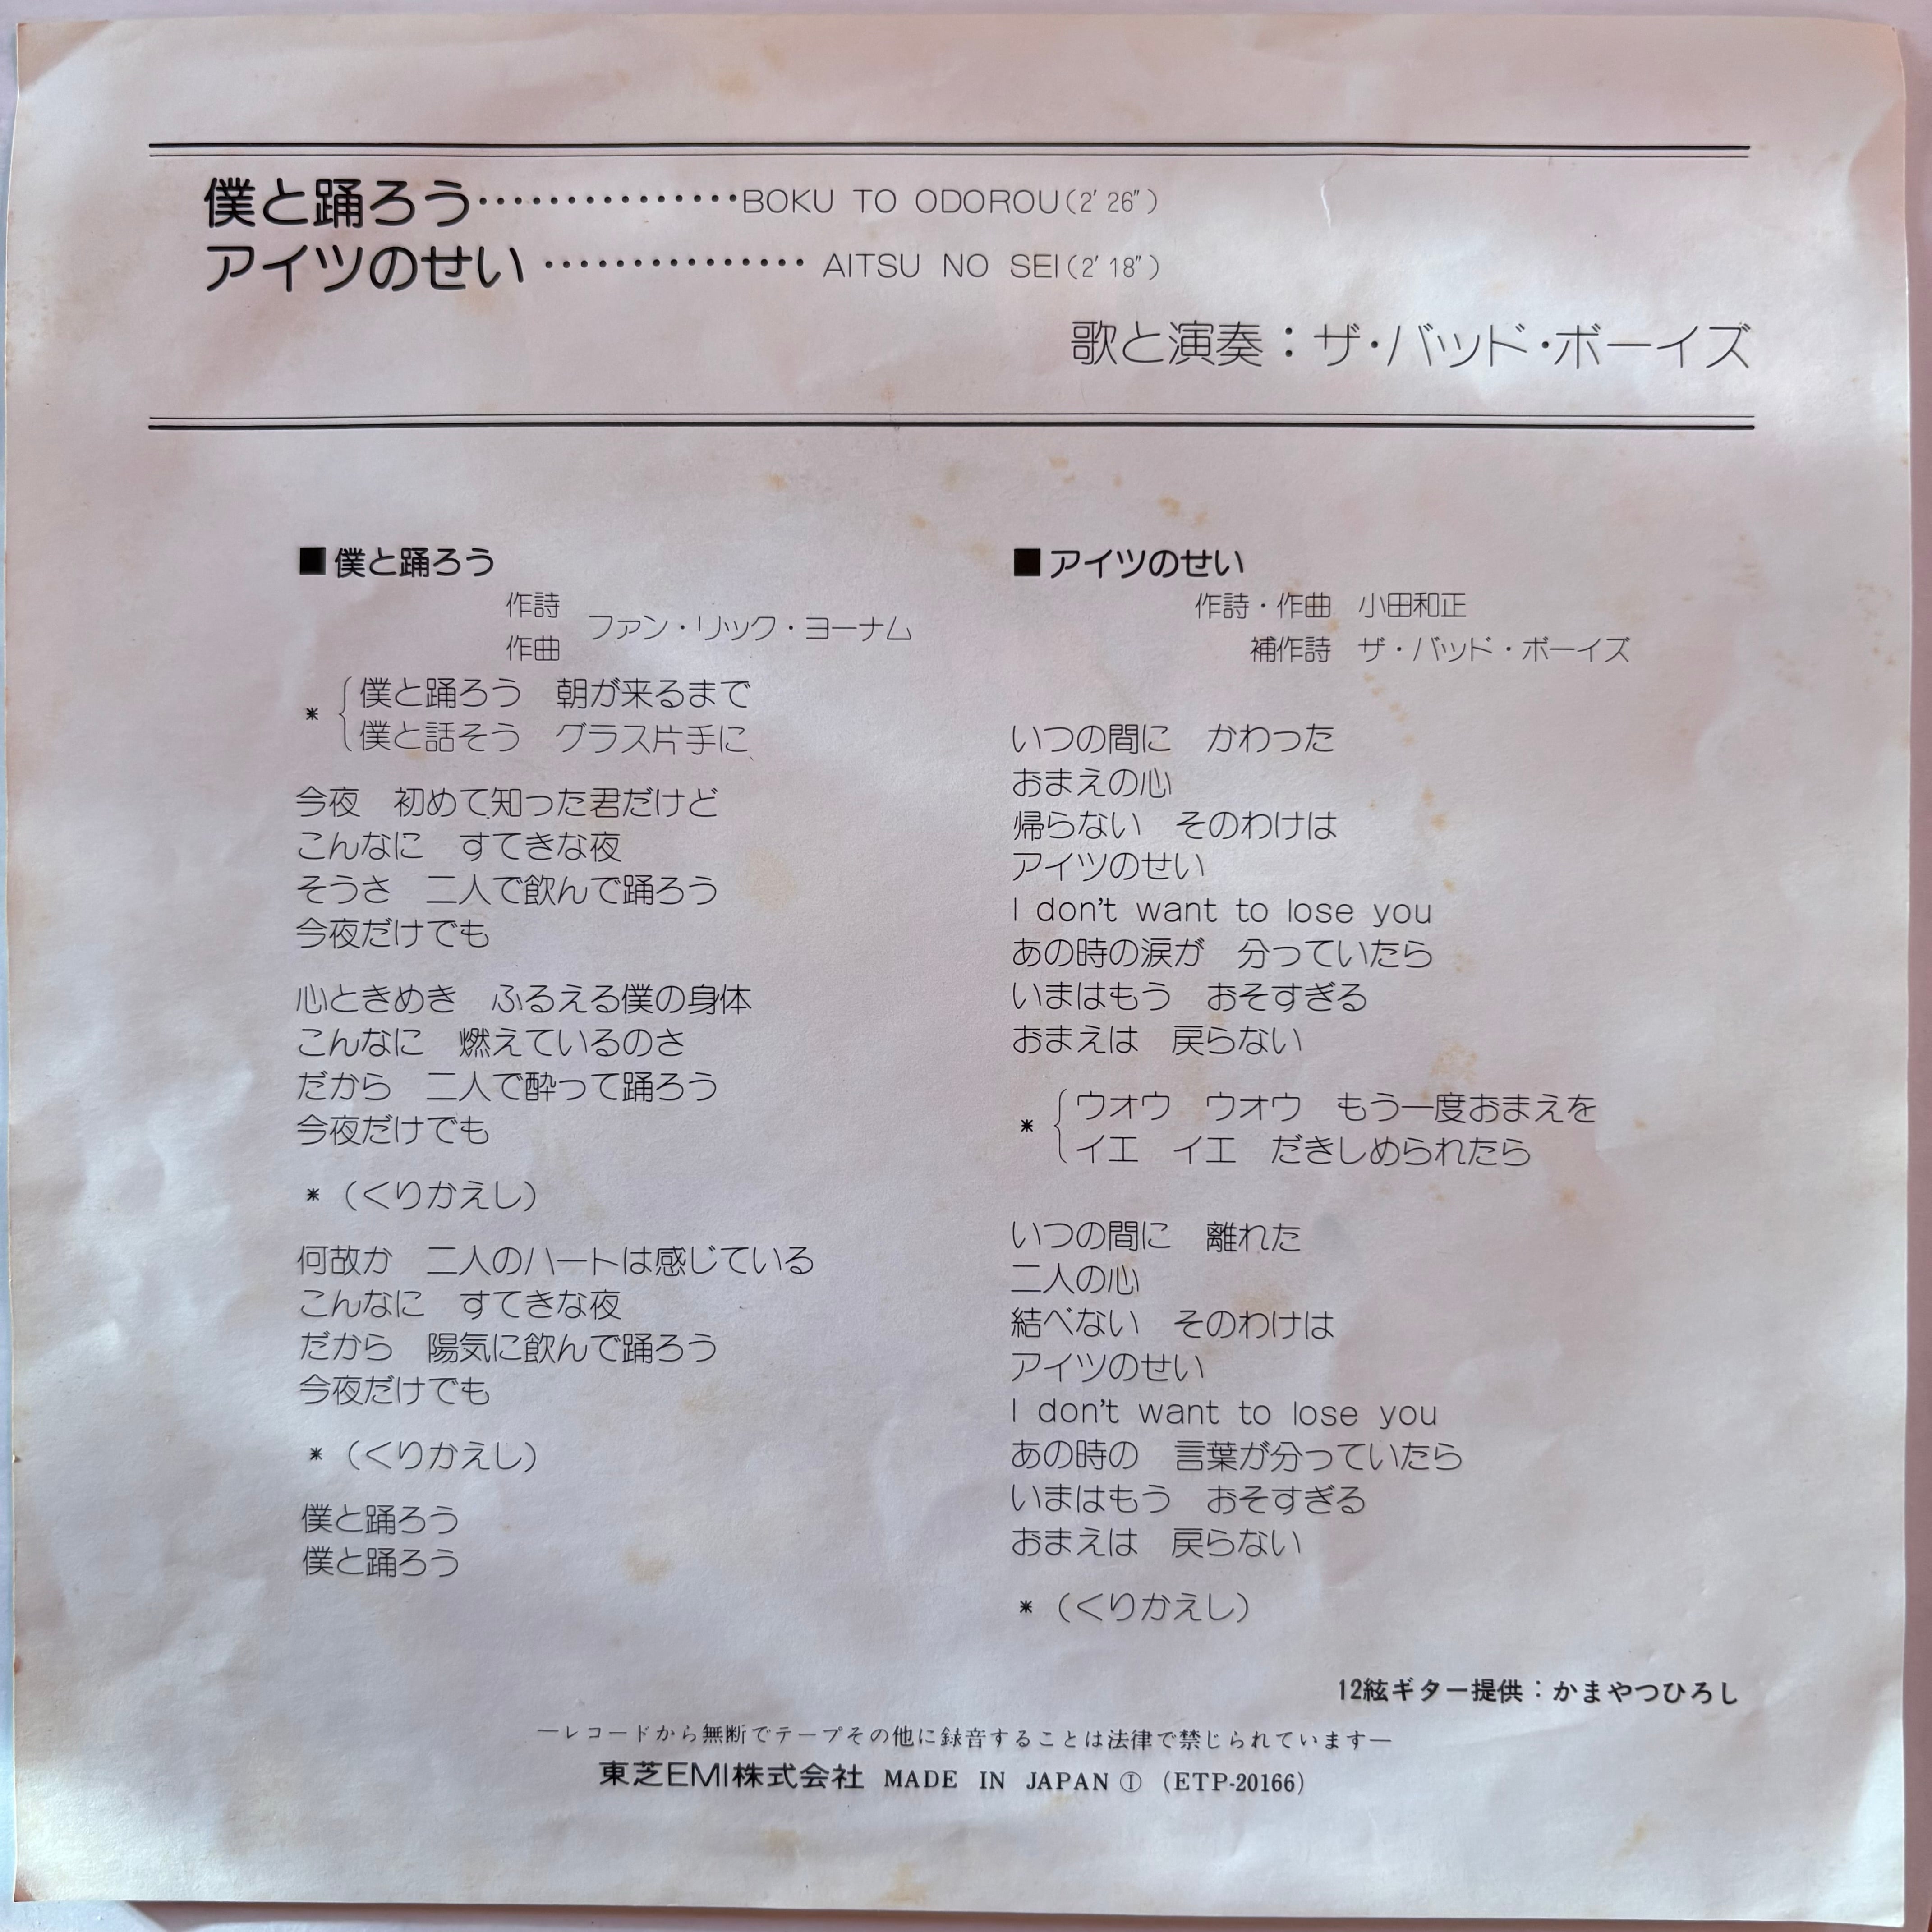 僕と踊ろう……………BOKU TO ODOROU(2′26″)
アイツのせい……………AITSU NO SEI(2′18″)
歌と演奏：ザ・バッド・ボーイズ
■僕と踊ろう
作詩
作曲 ファン・リック・ヨーナム
* 僕と踊ろう　朝が来るまで
僕と話そう　グラス片手に
今夜　初めて知った君だけど
こんなに　すてきな夜
そうさ　二人で飲んで踊ろう
今夜だけでも
心ときめき　ふるえる僕の身体
こんなに　燃えているのさ
だから　二人で酔って踊ろう
今夜だけでも
*（くりかえし）
何故か　二人のハートは感じている
こんなに　すてきな夜
だから　陽気に飲んで踊ろう
今夜だけでも
*（くりかえし）
僕と踊ろう
僕と踊ろう
■アイツのせい
作詩・作曲　小田和正
補作詩　ザ・バッド・ボーイズ
いつの間に　かわった
おまえの心
帰らない　そのわけは
アイツのせい
I don't want to lose you
あの時の涙が　分っていたら
いまはもう　おそすぎる
おまえは　戻らない
* ウオウ　ウオウ　もう一度おまえを
イエ　イエ　だきしめられたら
いつの間に　離れた
二人の心
結べない　そのわけは
アイツのせい
I don't want to lose you
あの時の　言葉が分っていたら
いまはもう　おそすぎる
おまえは　戻らない
*（くりかえし）
12絃ギター提供：かまやつひろし
―レコードから無断でテープその他に録音することは法律で禁じられています―
東芝EMI株式会社 MADE IN JAPAN Ⓘ (ETP-20166)